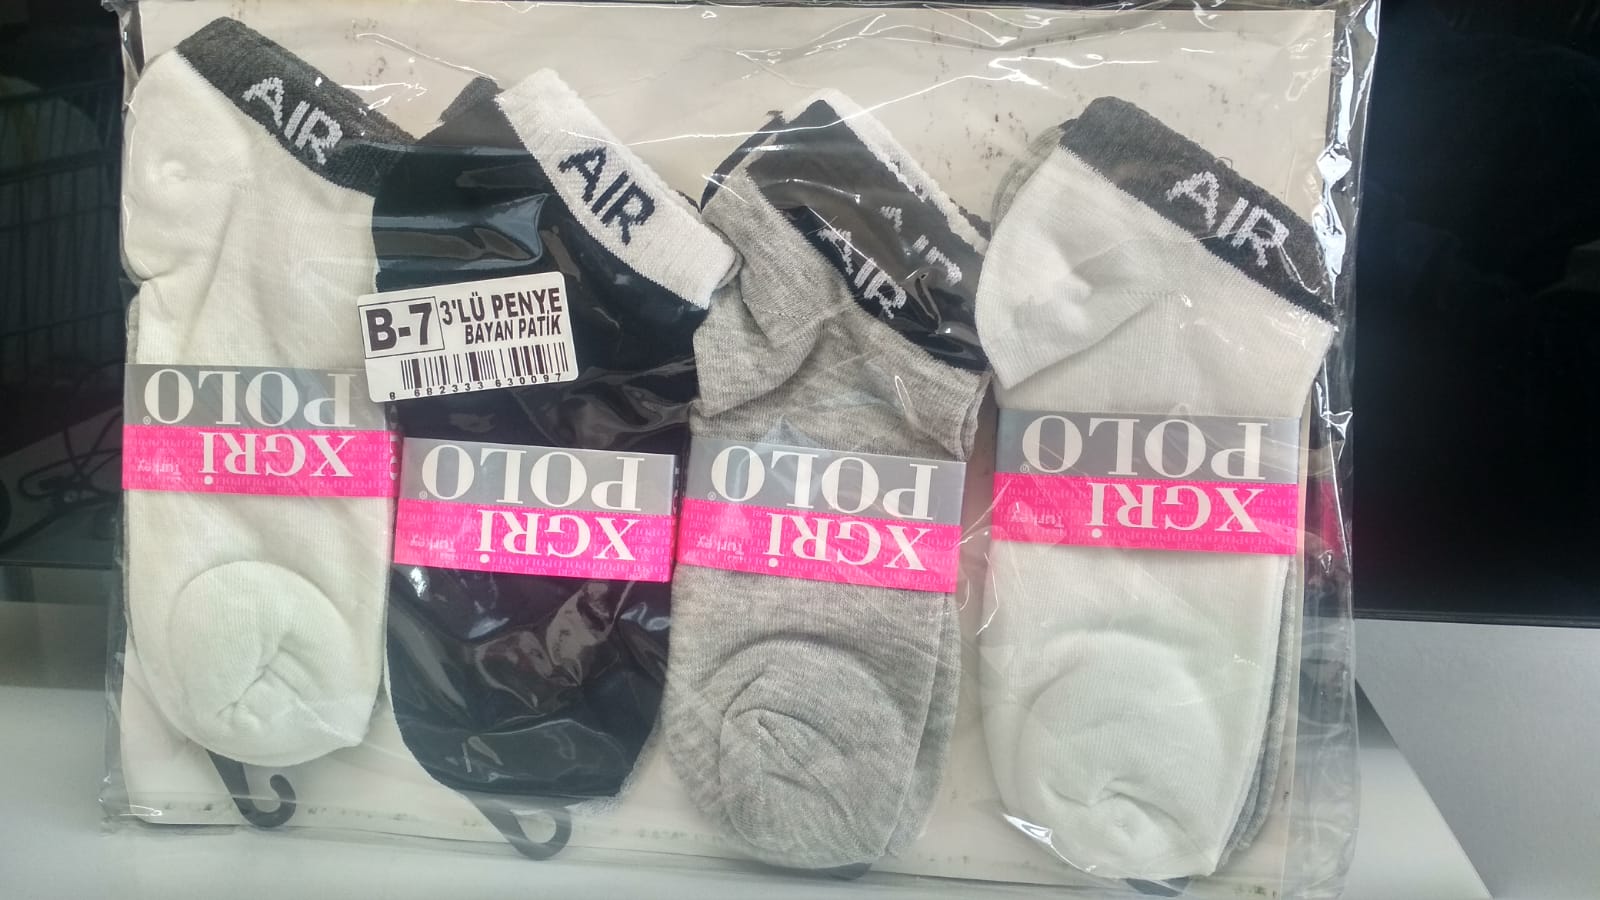 AIR
AIR
AIR
AIR
B-7
3'LÜ PENYE
BAYAN PATİK
8 682333 630097
XGRİ
POLO®
Turkey
XGRİ
POLO®
XGRİ
POLO®
Turkey
XGRİ
POLO®
Turkey